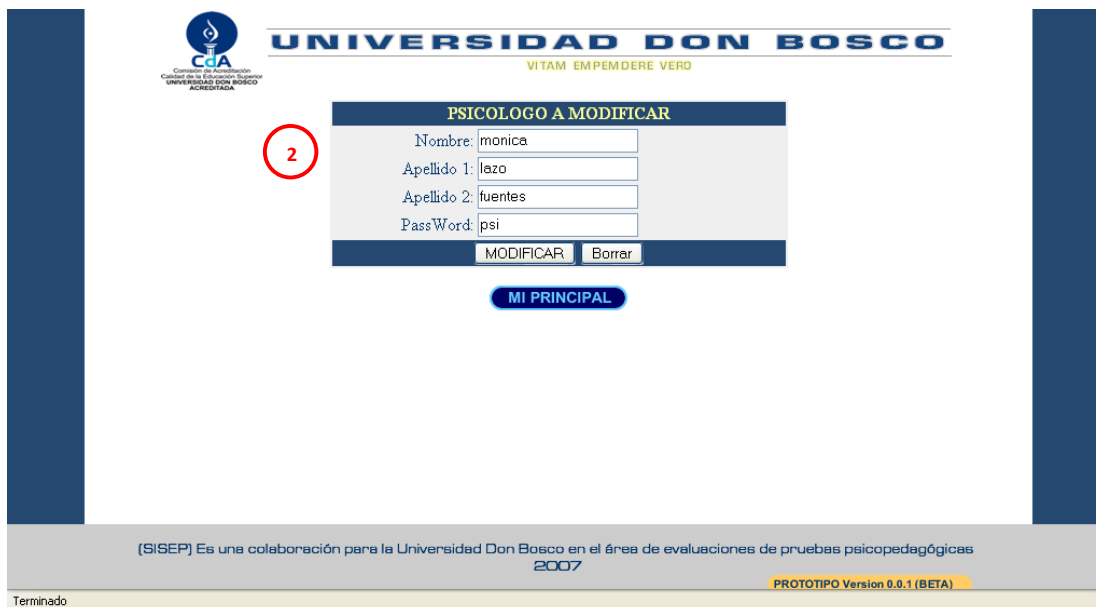 CdA
Comisión de Acreditación
Calidad de la Educación Superior
UNIVERSIDAD DON BOSCO
ACREDITADA
UNIVERSIDAD DON BOSCO
VITAM EMPEMDERE VERO
PSICOLOGO A MODIFICAR
2
Nombre: monica
Apellido 1: lazo
Apellido 2: fuentes
PassWord: psi
MODIFICAR Borrar
MI PRINCIPAL
(SISEP) Es una colaboración para la Universidad Don Bosco en el área de evaluaciones de pruebas psicopedagógicas
2007
PROTOTIPO Version 0.0.1 (BETA)
Terminado